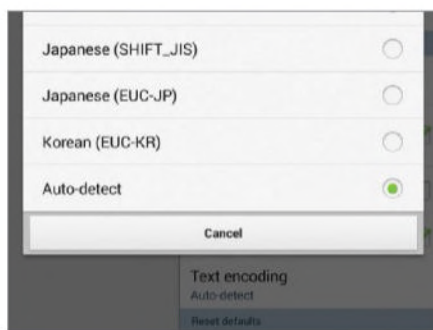 Japanese (SHIFT_JIS)
Japanese (EUC-JP)
Korean (EUC-KR)
Auto-detect
Cancel
Text encoding
Auto-detect
Reset defaults